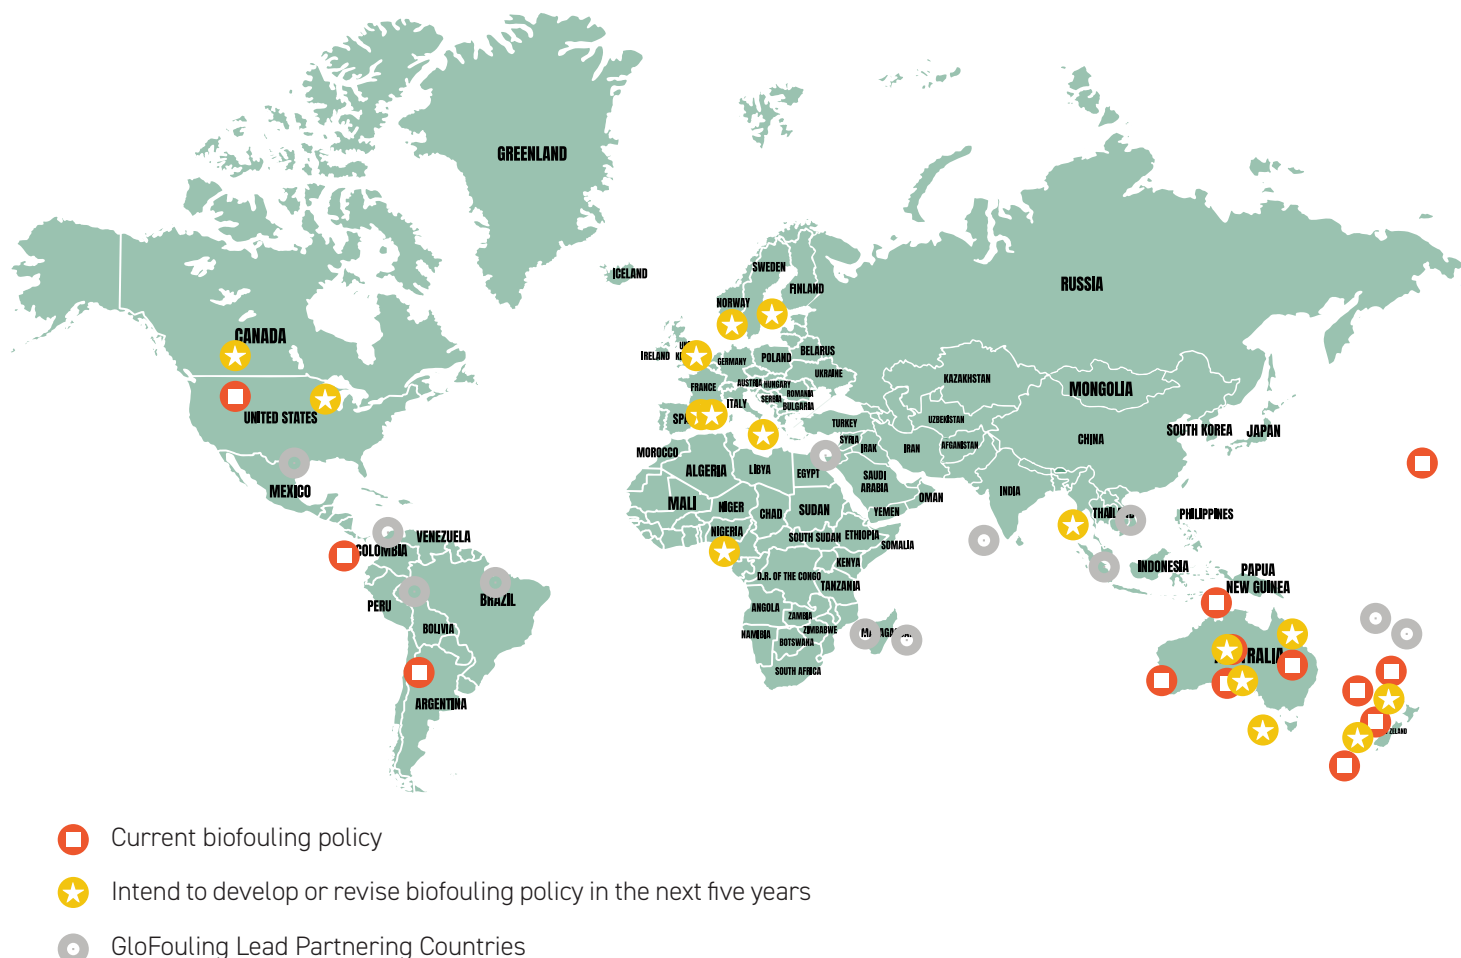 GREENLAND
ICELAND
SWEDEN
FINLAND
RUSSIA
NORWAY
CANADA
IRELAND
GERMANY
POLAND
BELARUS
UKRAINE
FRANCE
AUSTRIA
HUNGARY
ROMANIA
SERBIA
BULGARIA
ITALY
KAZAKHSTAN
MONGOLIA
UNITED STATES
TURKEY
UZBEKISTAN
SYRIA
IRAK
IRAN
AFGANISTAN
CHINA
SOUTH KOREA
JAPAN
MOROCCO
ALGERIA
LIBYA
EGYPT
SAUDI
ARABIA
OMAN
INDIA
MEXICO
MALI
NIGER
CHAD
SUDAN
YEMEN
PHILIPPINES
VENEZUELA
NIGERIA
SOUTH SUDAN
ETHIOPIA
SOMALIA
COLOMBIA
KENYA
INDONESIA
PAPUA
NEW GUINEA
D.R. OF THE CONGO
TANZANIA
PERU
BRAZIL
ANGOLA
ZAMBIA
BOLIVIA
NAMIBIA
ZIMBABWE
BOTSWANA
SOUTH AFRICA
ARGENTINA
Current biofouling policy
Intend to develop or revise biofouling policy in the next five years
GloFouling Lead Partnering Countries